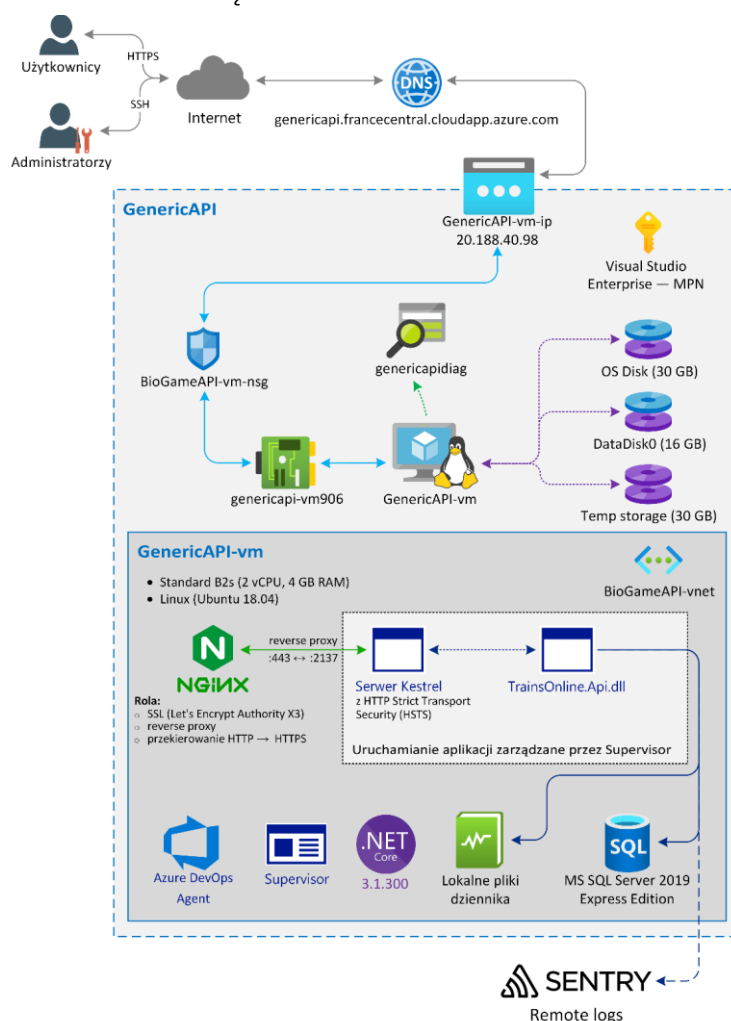 Użytkownicy
HTTPS
SSH
Administratorzy
Internet
DNS
genericapi.francecentral.cloudapp.azure.com
GenericAPI
GenericAPI-vm-ip
20.188.40.98
Visual Studio
Enterprise — MPN
BioGameAPI-vm-nsg
genericapidiag
OS Disk (30 GB)
DataDisk0 (16 GB)
Temp storage (30 GB)
genericapi-vm906
GenericAPI-vm
GenericAPI-vm
• Standard B2s (2 vCPU, 4 GB RAM)
• Linux (Ubuntu 18.04)
BioGameAPI-vnet
N
NGINX
reverse proxy
:443 ↔ :2137
Rola:
○ SSL (Let's Encrypt Authority X3)
○ reverse proxy
○ przekierowanie HTTP → HTTPS
Serwer Kestrel
z HTTP Strict Transport
Security (HSTS)
TrainsOnline.Api.dll
Uruchamianie aplikacji zarządzane przez Supervisor
Azure DevOps
Agent
Supervisor
.NET
Core
3.1.300
Lokalne pliki
dziennika
SQL
MS SQL Server 2019
Express Edition
SENTRY
Remote logs